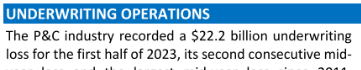 UNDERWRITING OPERATIONS
The P&C industry recorded a $22.2 billion underwriting
loss for the first half of 2023, its second consecutive mid-